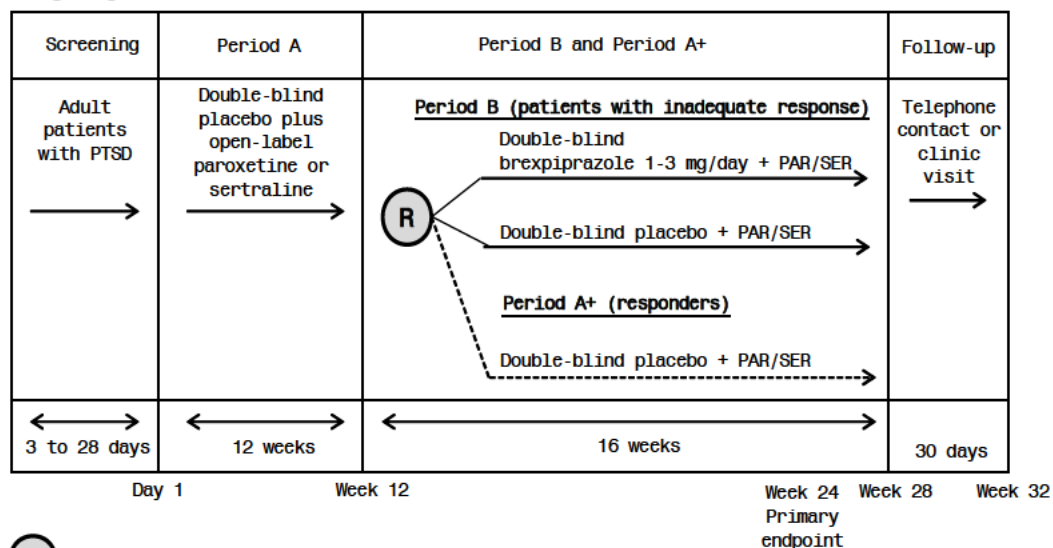 Screening
Period A
Period B and Period A+
Follow-up
Adult
patients
with PTSD
Double-blind
placebo plus
open-label
paroxetine or
sertraline
Period B (patients with inadequate response)
Double-blind
brexpiprazole 1-3 mg/day + PAR/SER
R
Double-blind placebo + PAR/SER
Period A+ (responders)
Double-blind placebo + PAR/SER
Telephone
contact or
clinic
visit
3 to 28 days
12 weeks
16 weeks
30 days
Day 1
Week 12
Week 24
Primary
endpoint
Week 28
Week 32